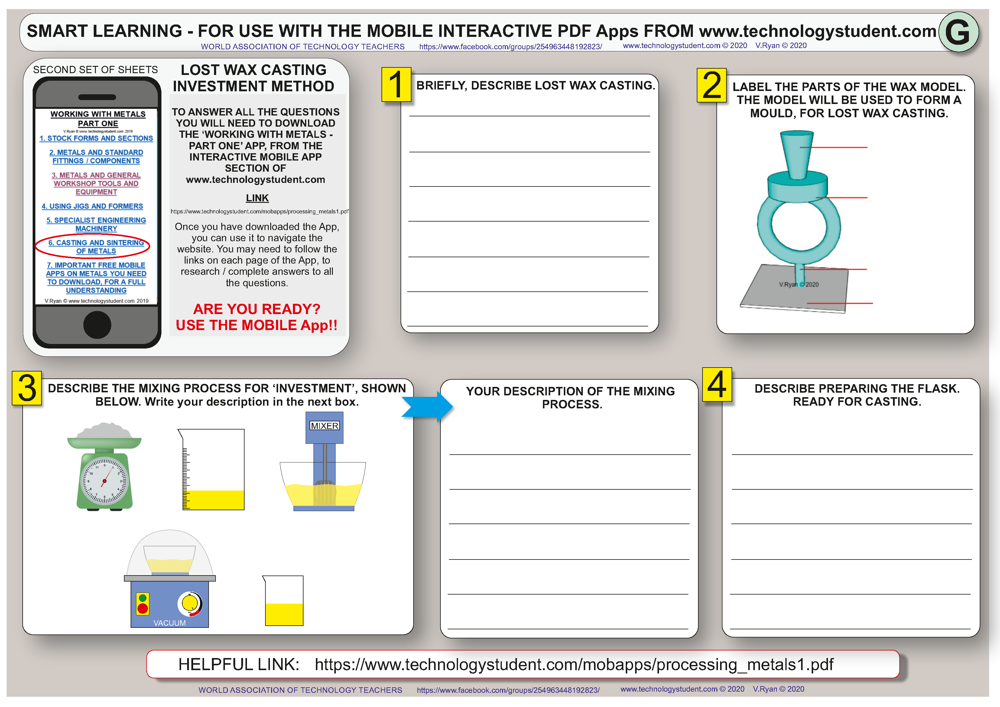 SMART LEARNING - FOR USE WITH THE MOBILE INTERACTIVE PDF Apps FROM www.technologystudent.com
G
WORLD ASSOCIATION OF TECHNOLOGY TEACHERS https://www.facebook.com/groups/254963448192823/ www.technologystudent.com © 2020 V.Ryan © 2020
SECOND SET OF SHEETS
WORKING WITH METALS
PART ONE
V.Ryan © www.technologystudent.com 2019
1. STOCK FORMS AND SECTIONS
2. METALS AND STANDARD
FITTINGS / COMPONENTS
3. METALS AND GENERAL
WORKSHOP TOOLS AND
EQUIPMENT
4. USING JIGS AND FORMERS
5. SPECIALIST ENGINEERING
MACHINERY
6. CASTING AND SINTERING
OF METALS
7. IMPORTANT FREE MOBILE
APPS ON METALS YOU NEED
TO DOWNLOAD, FOR A FULL
UNDERSTANDING
V.Ryan © www.technologystudent.com 2019
LOST WAX CASTING
INVESTMENT METHOD
TO ANSWER ALL THE QUESTIONS
YOU WILL NEED TO DOWNLOAD
THE ‘WORKING WITH METALS -
PART ONE’ APP, FROM THE
INTERACTIVE MOBILE APP
SECTION OF
www.technologystudent.com
LINK
https://www.technologystudent.com/mobapps/processing_metals1.pdf
Once you have downloaded the App,
you can use it to navigate the
website. You may need to follow the
links on each page of the App, to
research / complete answers to all
the questions.
ARE YOU READY?
USE THE MOBILE App!!
1
BRIEFLY, DESCRIBE LOST WAX CASTING.
2
LABEL THE PARTS OF THE WAX MODEL.
THE MODEL WILL BE USED TO FORM A
MOULD, FOR LOST WAX CASTING.
V.Ryan © 2020
3
DESCRIBE THE MIXING PROCESS FOR ‘INVESTMENT’, SHOWN
BELOW. Write your description in the next box.
0
1
2
3
4
5
6
7
8
9
10
11
MIXER
VACUUM
YOUR DESCRIPTION OF THE MIXING
PROCESS.
4
DESCRIBE PREPARING THE FLASK.
READY FOR CASTING.
HELPFUL LINK: https://www.technologystudent.com/mobapps/processing_metals1.pdf
WORLD ASSOCIATION OF TECHNOLOGY TEACHERS https://www.facebook.com/groups/254963448192823/ www.technologystudent.com © 2020 V.Ryan © 2020